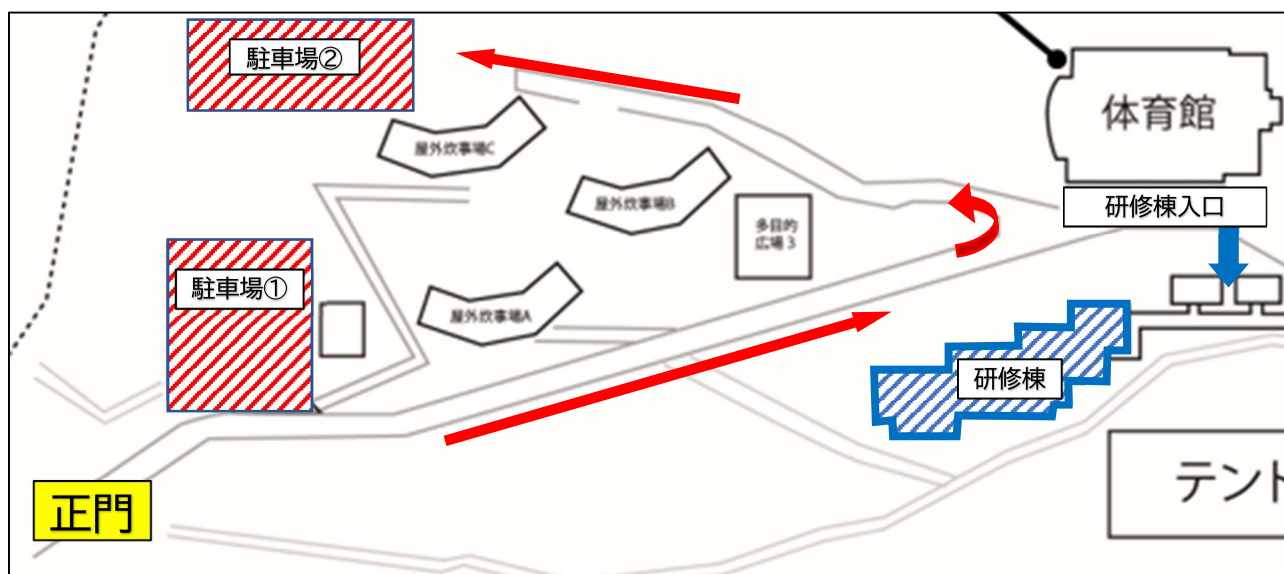 駐車場②
体育館
屋外炊事場C
屋外炊事場B
研修棟入口
多目的
広場3
駐車場①
屋外炊事場A
研修棟
テント
正門